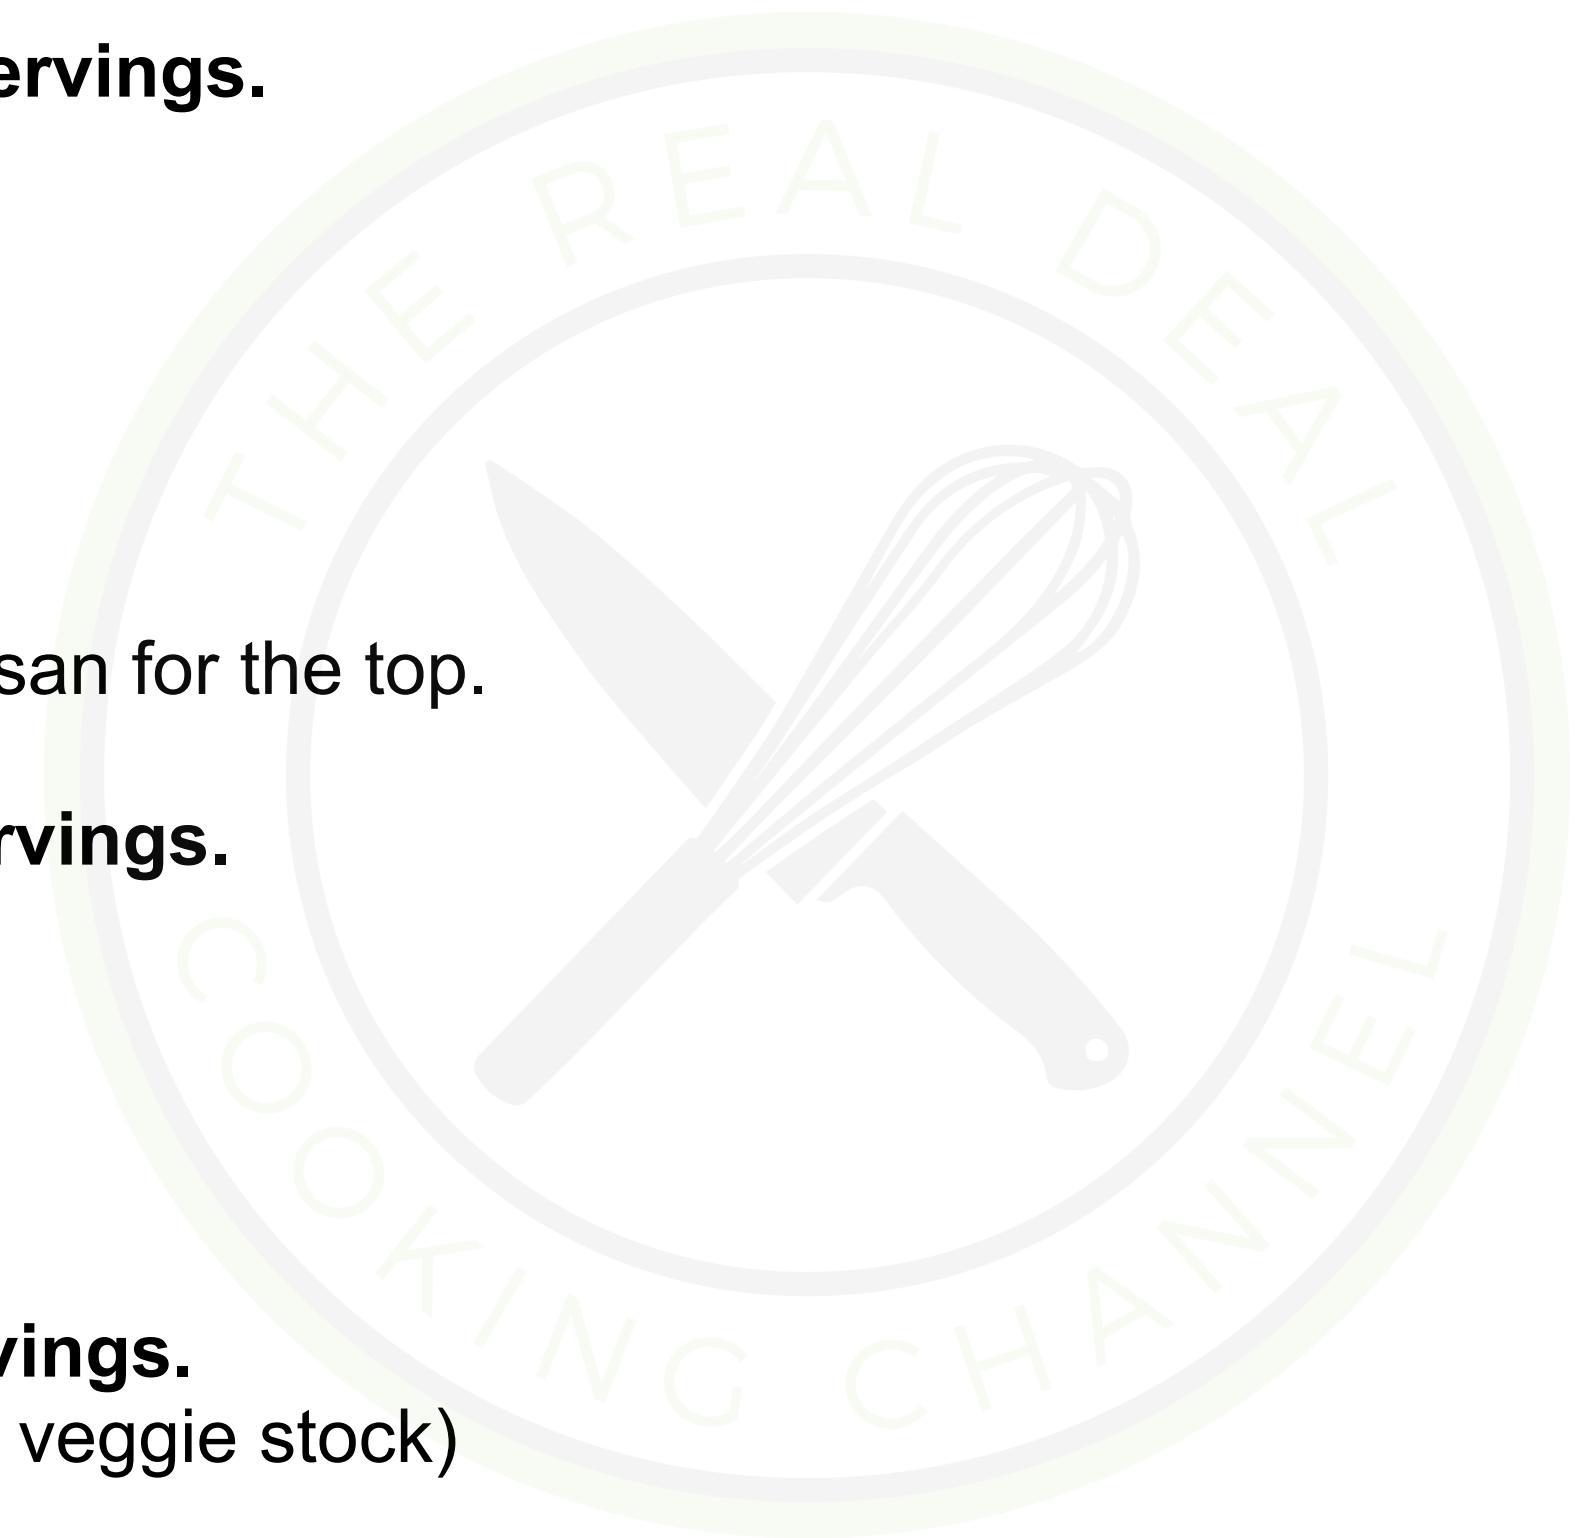 ervings.
san for the top.
rvings.
vings.
veggie stock)
THE REAL DEAL
COOKING CHANNEL